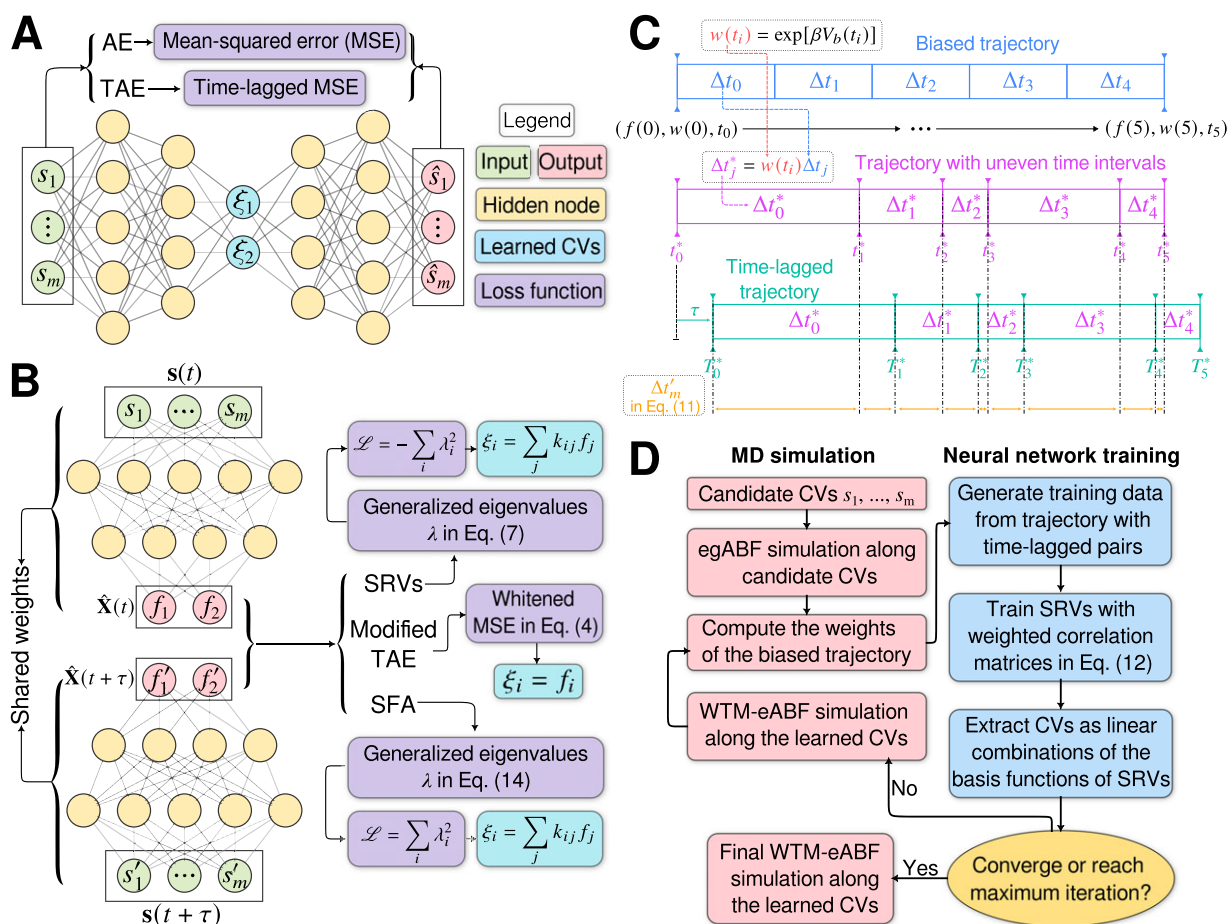 A
AE
Mean-squared error (MSE)
TAE
Time-lagged MSE
s₁
⋮
sₘ
ξ₁
ξ₂
ŝ₁
⋮
ŝₘ
Legend
Input
Output
Hidden node
Learned CVs
Loss function
B
s(t)
s₁ ⋯ sₘ
X̂(t)
f₁ f₂
Shared weights
X̂(t + τ)
f′₁ f′₂
s′₁ ⋯ s′ₘ
s(t + τ)
ℒ = − ∑ᵢ λᵢ²
ξᵢ = ∑ⱼ kᵢⱼ fⱼ
Generalized eigenvalues
λ in Eq. (7)
SRVs
Modified
TAE
SFA
Whitened
MSE in Eq. (4)
ξᵢ = fᵢ
Generalized eigenvalues
λ in Eq. (14)
ℒ = ∑ᵢ λᵢ²
ξᵢ = ∑ⱼ kᵢⱼ fⱼ
C
w(tᵢ) = exp[βV_b(tᵢ)]
Biased trajectory
Δt₀ Δt₁ Δt₂ Δt₃ Δt₄
(f(0), w(0), t₀) ⋯ (f(5), w(5), t₅)
Δt*ⱼ = w(tᵢ)Δtⱼ
Trajectory with uneven time intervals
Δt*₀ Δt*₁ Δt*₂ Δt*₃ Δt*₄
t*₀ t*₁ t*₂ t*₃ t*₄ t*₅
Time-lagged
trajectory
τ
Δt*₀ Δt*₁ Δt*₂ Δt*₃ Δt*₄
T*₀ T*₁ T*₂ T*₃ T*₄ T*₅
Δt′ₘ
in Eq. (11)
D
MD simulation
Candidate CVs s₁, ..., sₘ
egABF simulation along
candidate CVs
Compute the weights
of the biased trajectory
WTM-eABF simulation
along the learned CVs
Neural network training
Generate training data
from trajectory with
time-lagged pairs
Train SRVs with
weighted correlation
matrices in Eq. (12)
Extract CVs as linear
combinations of the
basis functions of SRVs
No
Converge or reach
maximum iteration?
Yes
Final WTM-eABF
simulation along
the learned CVs